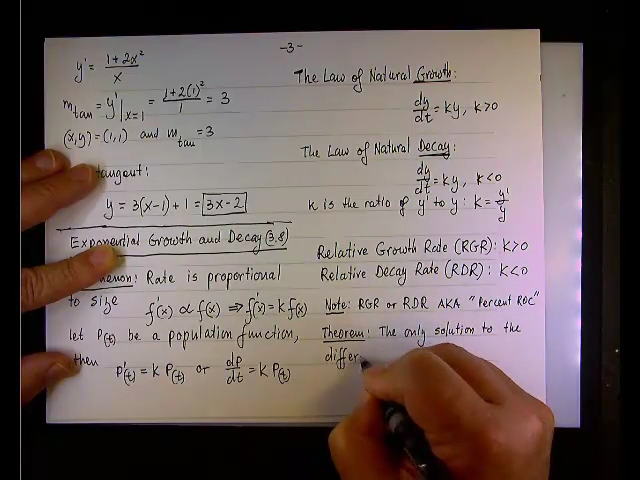 -3-
y' = (1 + 2x²)/x
m_tan = y'|x=1 = (1+2(1)²)/1 = 3
(x,y) = (1,1) and m_tan = 3
tangent:
y = 3(x-1) + 1 = 3x-2
Exponential Growth and Decay (3.8)
menon: Rate is proportional
to size f'(x) ∝ f(x) ⇒ f'(x) = k f(x)
let P(t) be a population function,
then P'(t) = k P(t) or dP/dt = k P(t)
The Law of Natural Growth:
dy/dt = ky, k>0
The Law of Natural Decay:
dy/dt = ky, k<0
k is the ratio of y' to y: k = y'/y
Relative Growth Rate (RGR): k>0
Relative Decay Rate (RDR): k<0
Note: RGR or RDR AKA "Percent ROC"
Theorem: The only solution to the
differ